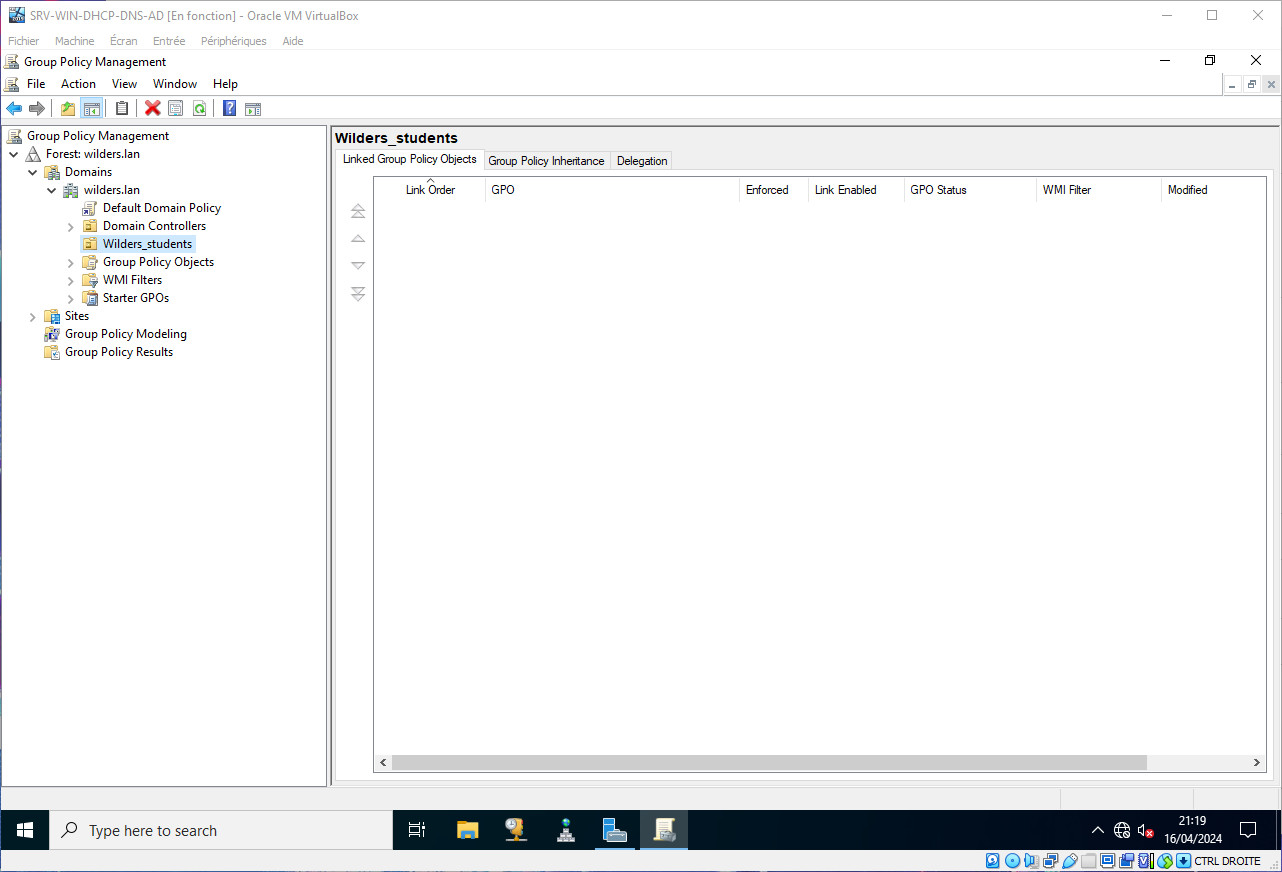 SRV-WIN-DHCP-DNS-AD [En fonction] - Oracle VM VirtualBox
Fichier Machine Écran Entrée Périphériques Aide
Group Policy Management
File Action View Window Help
Group Policy Management
Forest: wilders.lan
Domains
wilders.lan
Default Domain Policy
Domain Controllers
Wilders_students
Group Policy Objects
WMI Filters
Starter GPOs
Sites
Group Policy Modeling
Group Policy Results
Wilders_students
Linked Group Policy Objects Group Policy Inheritance Delegation
Link Order GPO Enforced Link Enabled GPO Status WMI Filter Modified
Type here to search
21:19
16/04/2024
CTRL DROITE